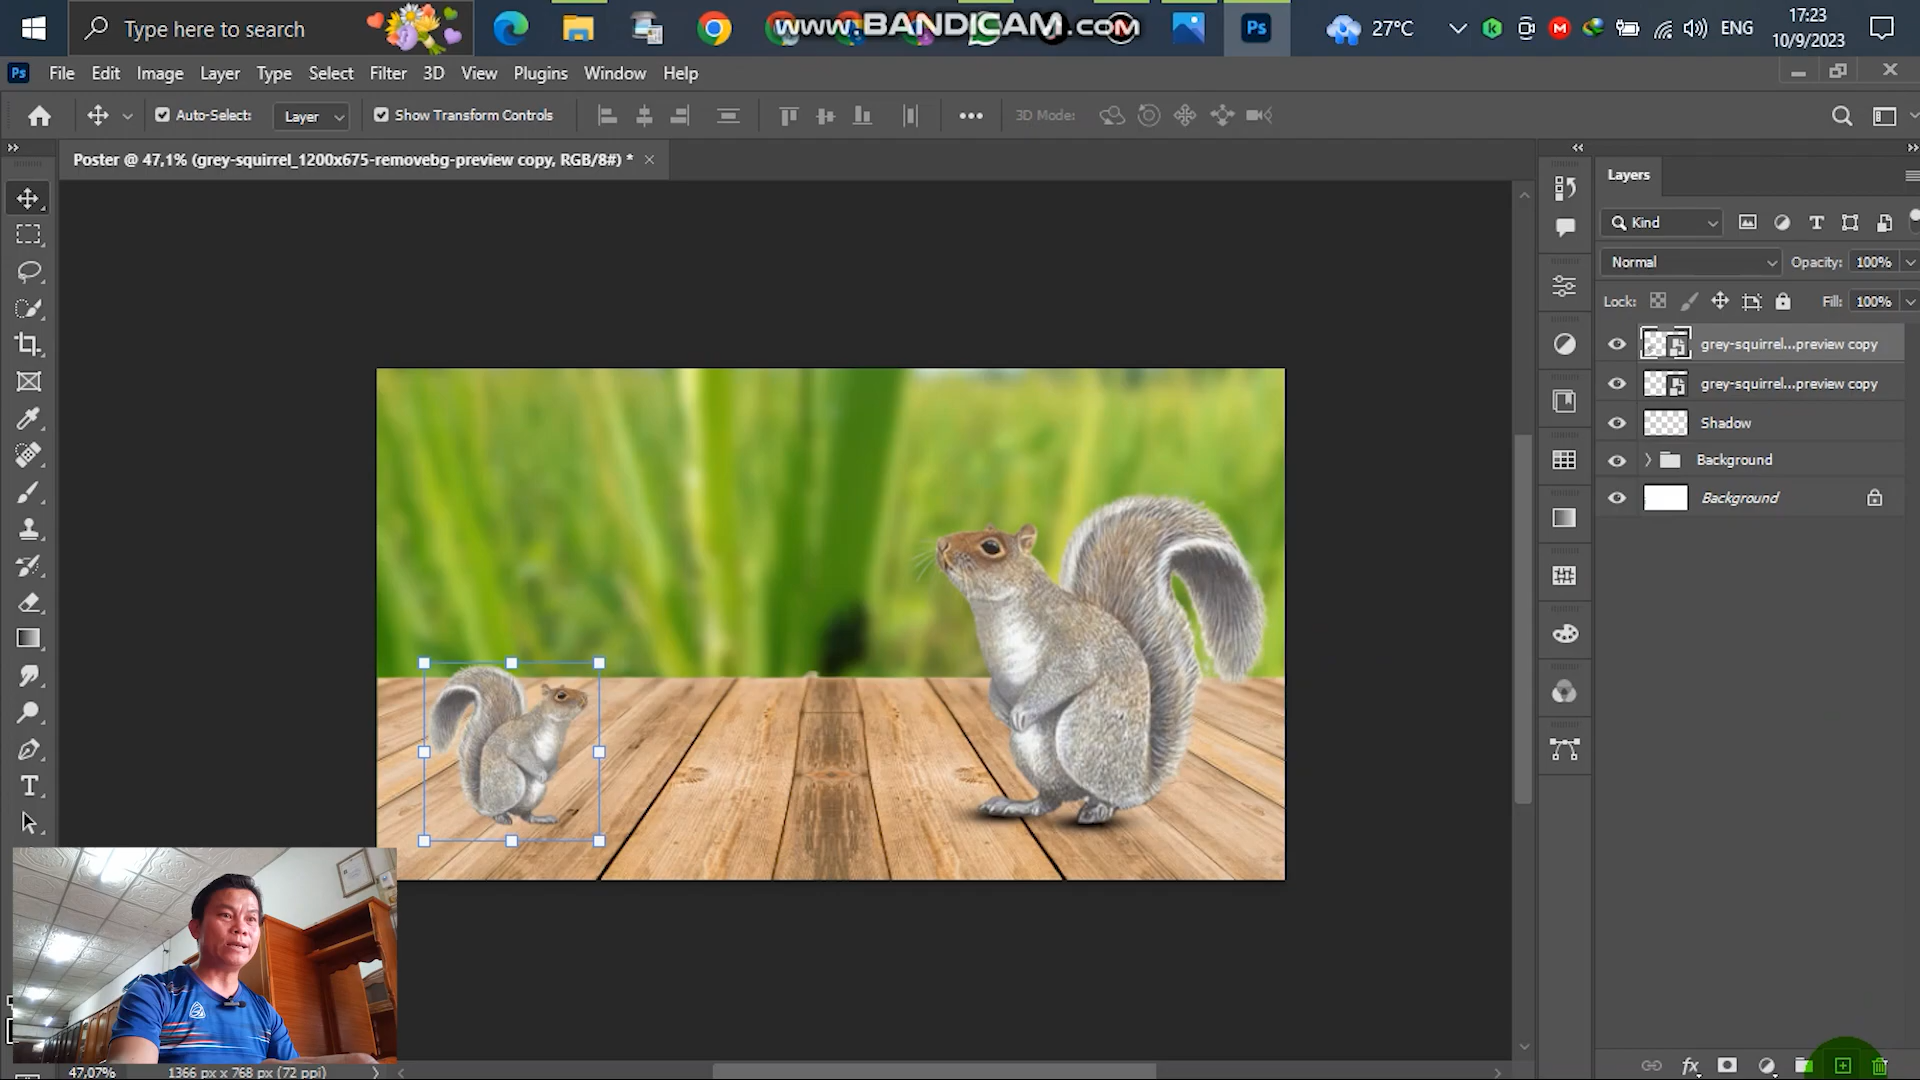 Type here to search
www.BANDICAM.com
27°C
ENG
17:23
10/9/2023
Ps
Ps
File Edit Image Layer Type Select Filter 3D View Plugins Window Help
Auto-Select: Layer Show Transform Controls 3D Mode:
Poster @ 47,1% (grey-squirrel_1200x675-removebg-preview copy, RGB/8#) *
Layers
Kind
Normal Opacity: 100%
Lock: Fill: 100%
grey-squirrel...preview copy
grey-squirrel...preview copy
Shadow
Background
Background
47,07% 1366 px x 768 px (72 ppi)